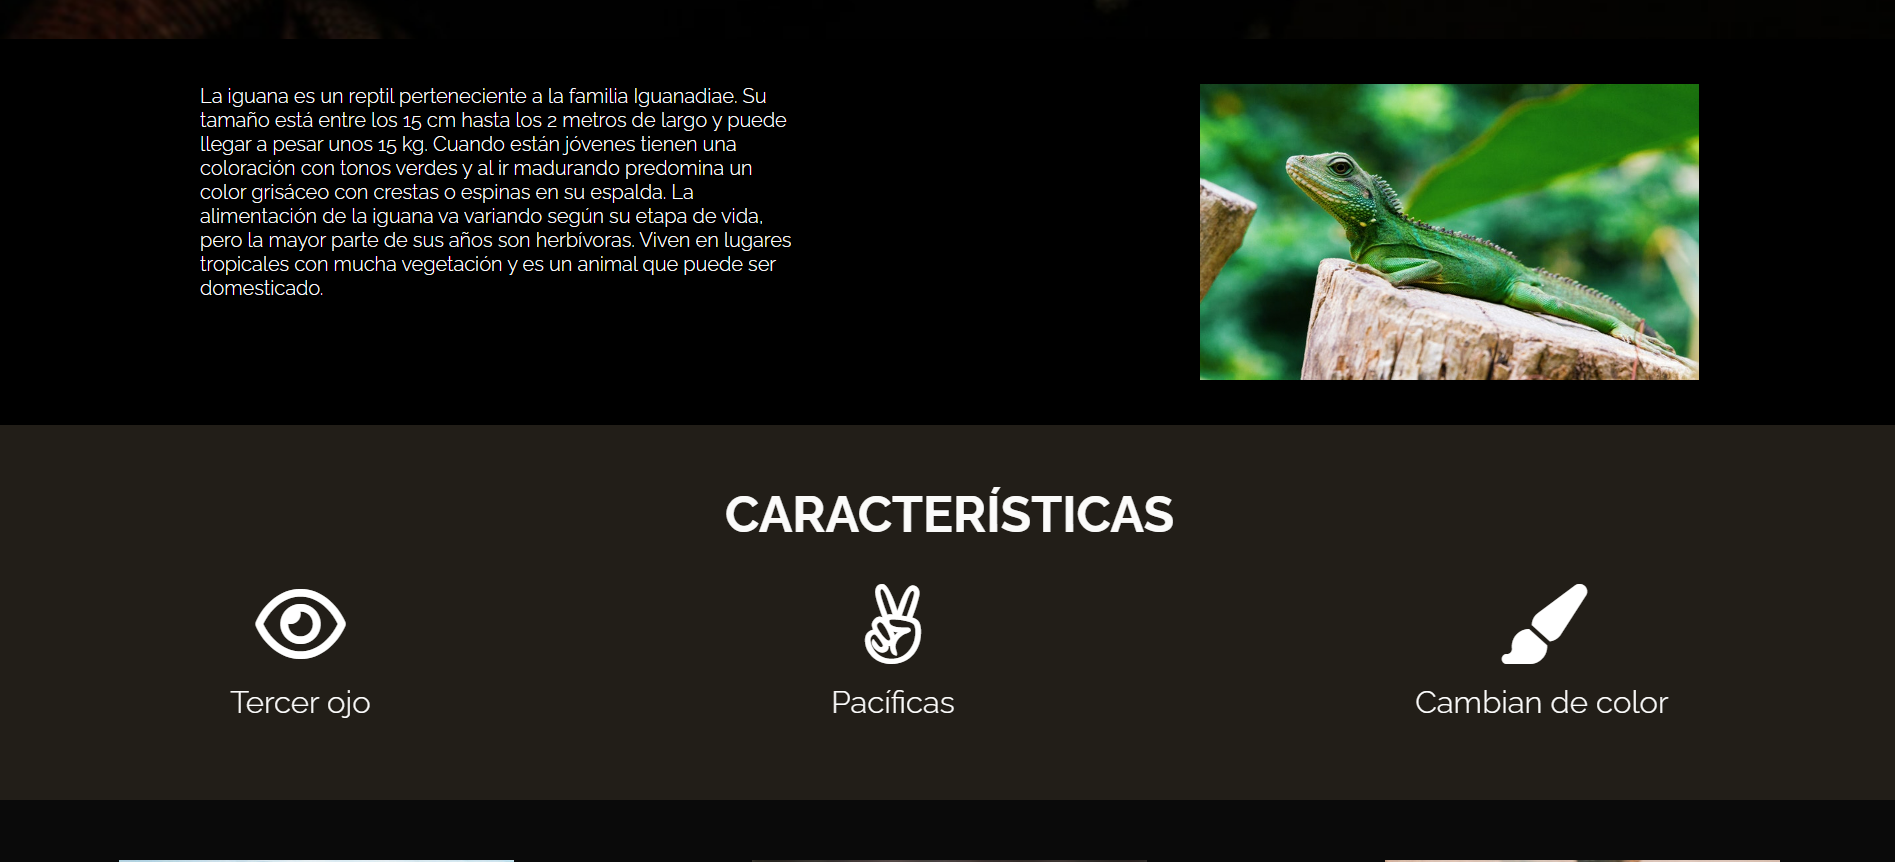 La iguana es un reptil perteneciente a la familia Iguanadiae. Su
tamaño está entre los 15 cm hasta los 2 metros de largo y puede
llegar a pesar unos 15 kg. Cuando están jóvenes tienen una
coloración con tonos verdes y al ir madurando predomina un
color grisáceo con crestas o espinas en su espalda. La
alimentación de la iguana va variando según su etapa de vida,
pero la mayor parte de sus años son herbívoras. Viven en lugares
tropicales con mucha vegetación y es un animal que puede ser
domesticado.
CARACTERÍSTICAS
Tercer ojo
Pacíficas
Cambian de color